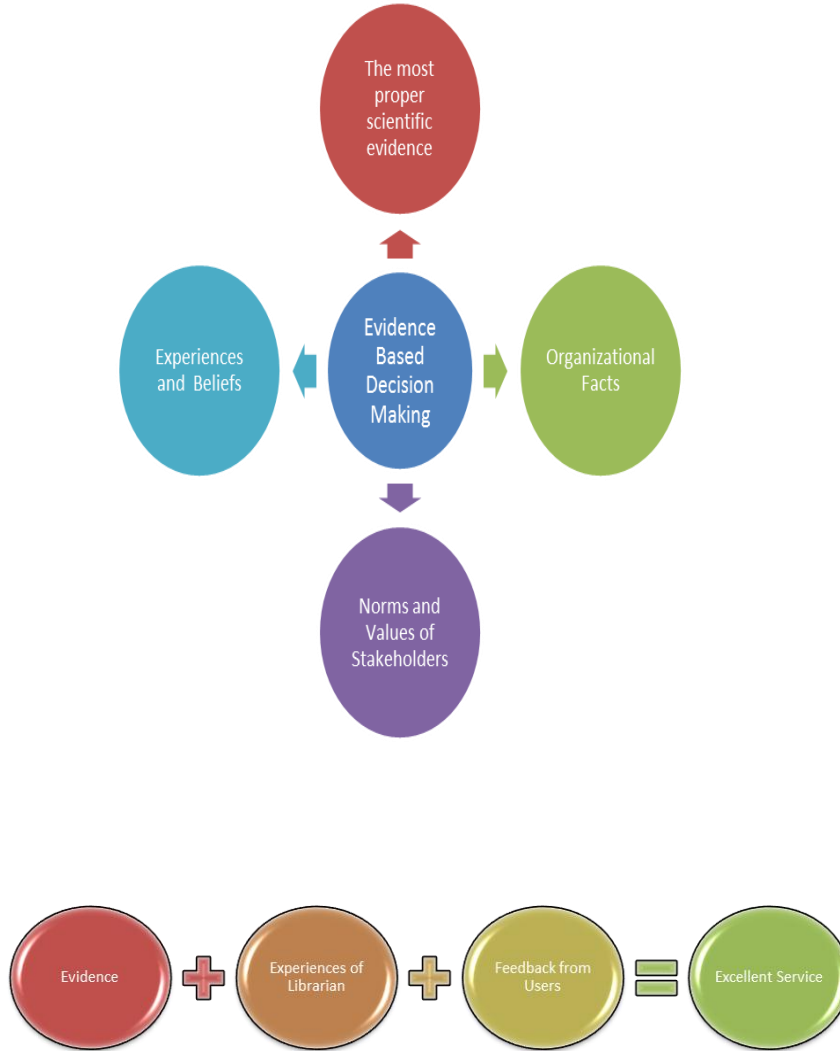 The most
proper
scientific
evidence
Experiences
and Beliefs
Evidence
Based
Decision
Making
Organizational
Facts
Norms and
Values of
Stakeholders
Evidence
Experiences of
Librarian
Feedback from
Users
Excellent Service